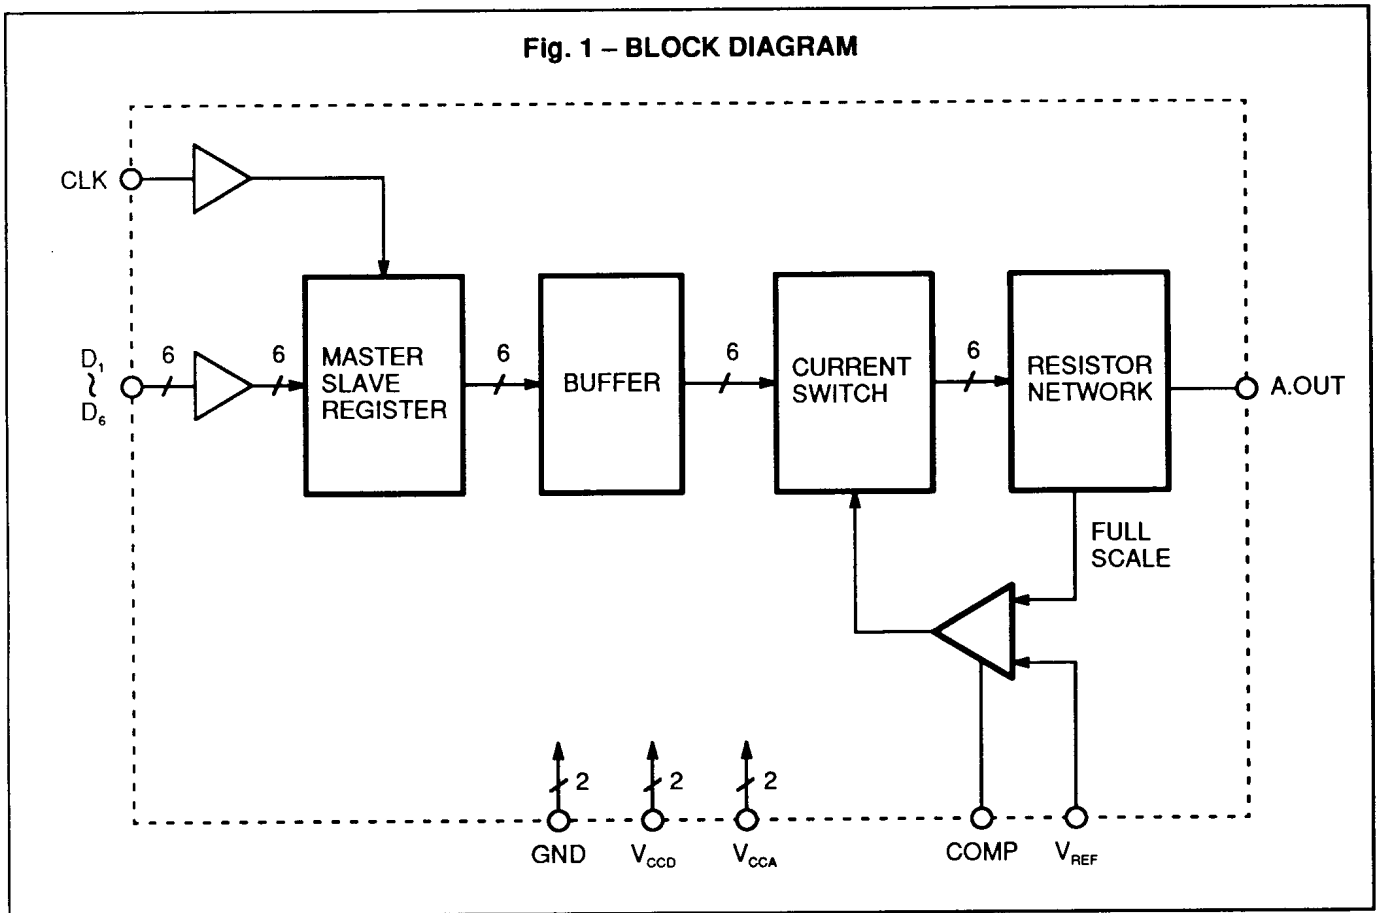 Fig. 1 – BLOCK DIAGRAM
CLK
D1
~
D6
6
6
MASTER
SLAVE
REGISTER
6
BUFFER
6
CURRENT
SWITCH
6
RESISTOR
NETWORK
A.OUT
FULL
SCALE
2
2
2
GND
VCCD
VCCA
COMP
VREF